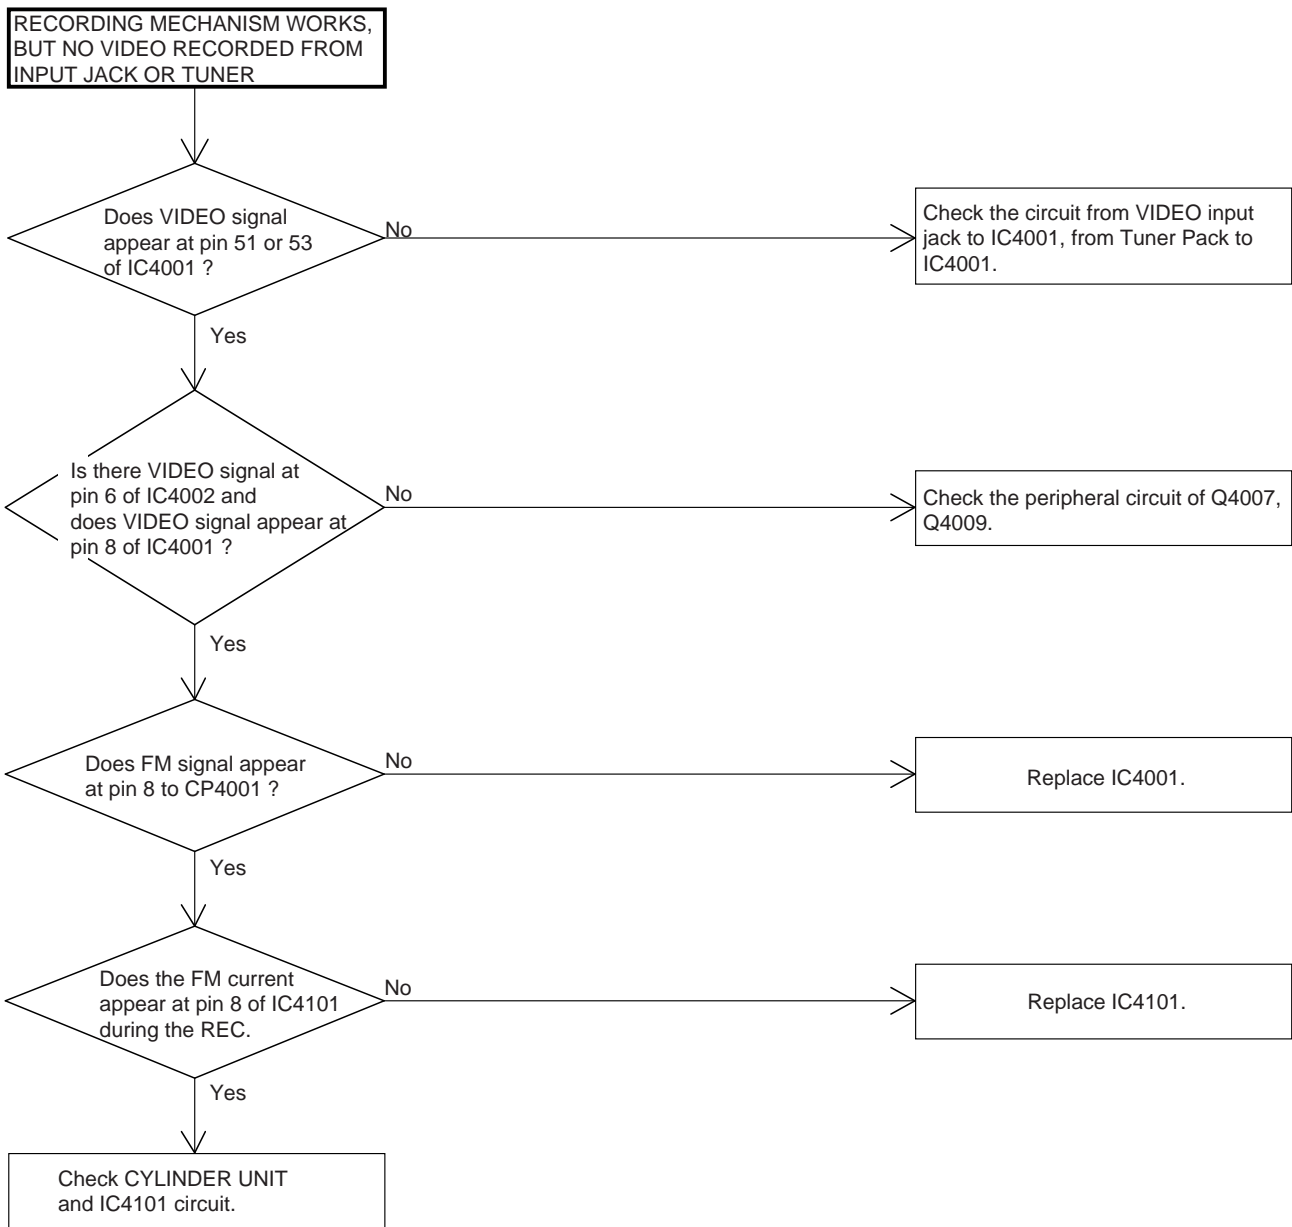 RECORDING MECHANISM WORKS,
BUT NO VIDEO RECORDED FROM
INPUT JACK OR TUNER
Does VIDEO signal
appear at pin 51 or 53
of IC4001 ?
No
Check the circuit from VIDEO input
jack to IC4001, from Tuner Pack to
IC4001.
Yes
Is there VIDEO signal at
pin 6 of IC4002 and
does VIDEO signal appear at
pin 8 of IC4001 ?
No
Check the peripheral circuit of Q4007,
Q4009.
Yes
Does FM signal appear
at pin 8 to CP4001 ?
No
Replace IC4001.
Yes
Does the FM current
appear at pin 8 of IC4101
during the REC.
No
Replace IC4101.
Yes
Check CYLINDER UNIT
and IC4101 circuit.